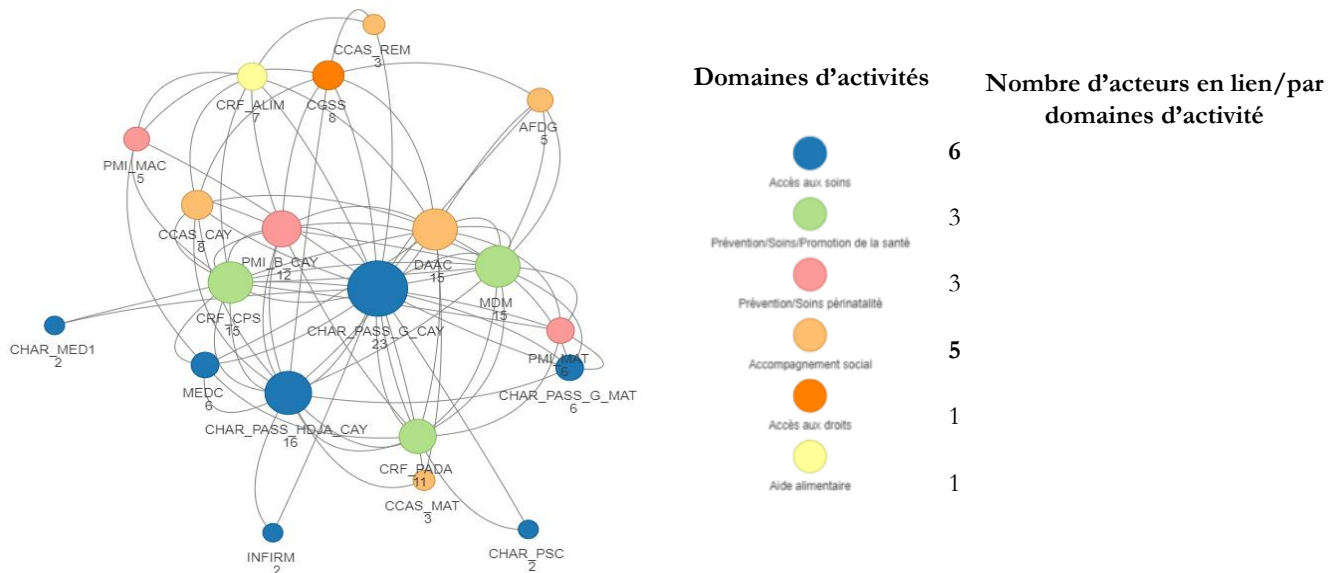 CCAS_REM
3
CRF_ALIM
7
CGSS
8
AFDG
5
PMI_MAC
5
CCAS_CAY
8
PMI_B_CAY
12
DAAC
15
CRF_CPS
15
CHAR_PASS_G_CAY
23
MDM
15
CHAR_MED1
2
MEDC
6
PMI_MAT
6
CHAR_PASS_G_MAT
6
CHAR_PASS_HDJA_CAY
16
CRF_PADA
11
CCAS_MAT
3
INFIRM
2
CHAR_PSC
2
Domaines d’activités
Nombre d’acteurs en lien/par
domaines d’activité
6
Accès aux soins
3
Prévention/Soins/Promotion de la santé
3
Prévention/Soins périnatalité
5
Accompagnement social
1
Accès aux droits
1
Aide alimentaire